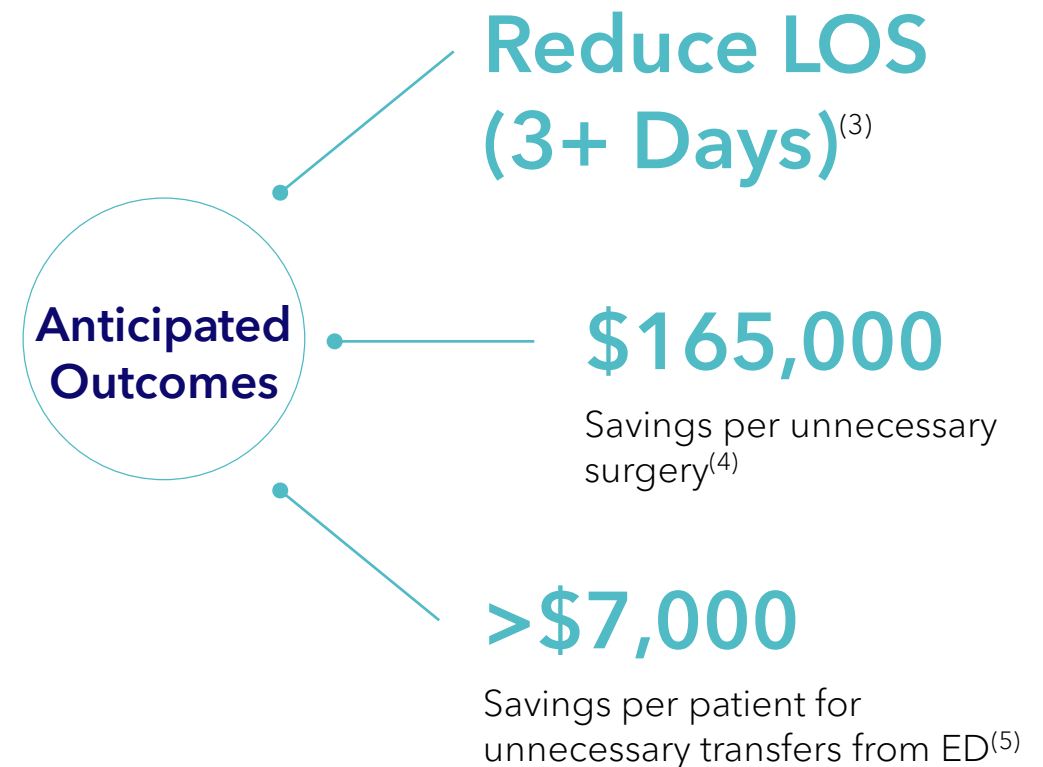 Reduce LOS
(3+ Days)(3)
Anticipated
Outcomes
$165,000
Savings per unnecessary
surgery(4)
>$7,000
Savings per patient for
unnecessary transfers from ED(5)